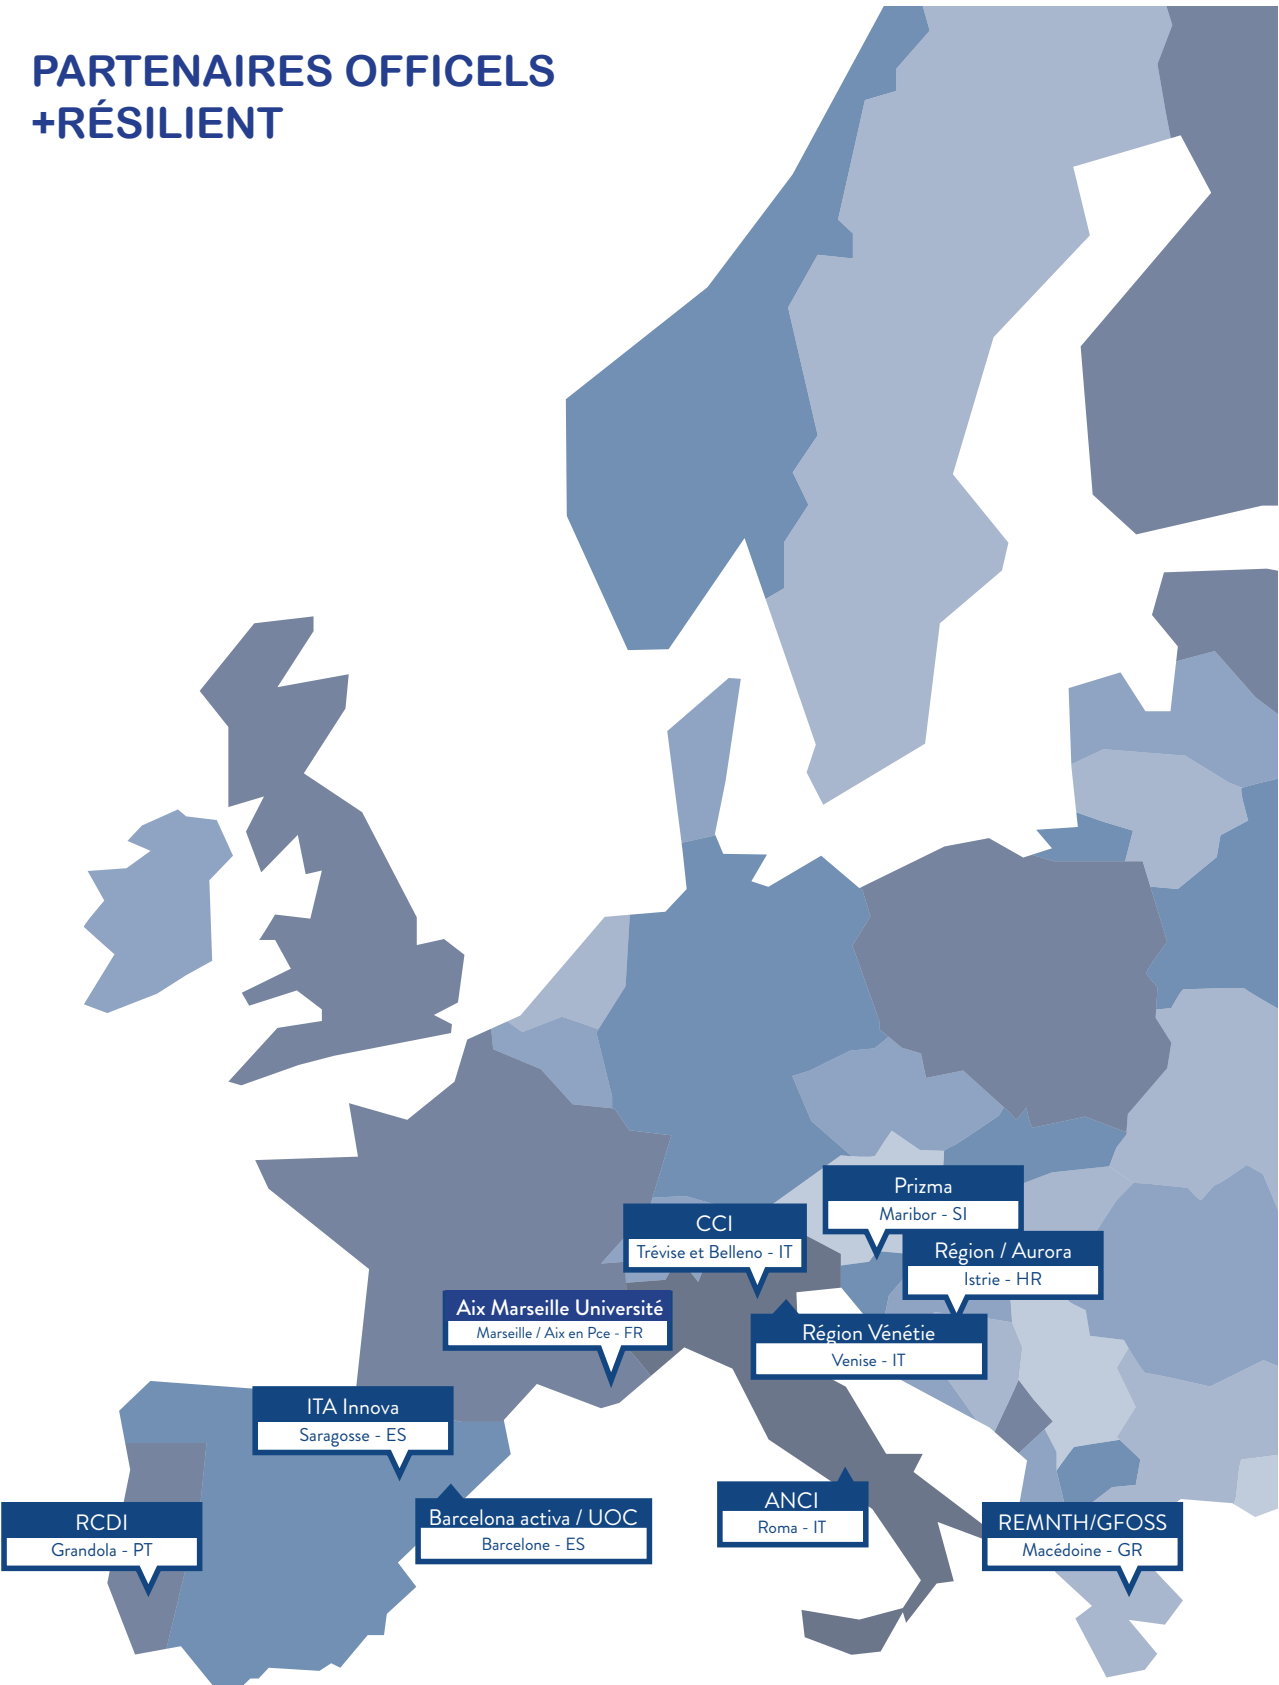 PARTENAIRES OFFICELS
+RÉSILIENT
Prizma
Maribor - SI
CCI
Trévise et Belleno - IT
Région / Aurora
Istrie - HR
Aix Marseille Université
Marseille / Aix en Pce - FR
Région Vénétie
Venise - IT
ITA Innova
Saragosse - ES
ANCI
Roma - IT
Barcelona activa / UOC
Barcelone - ES
RCDI
Grandola - PT
REMNTH/GFOSS
Macédoine - GR